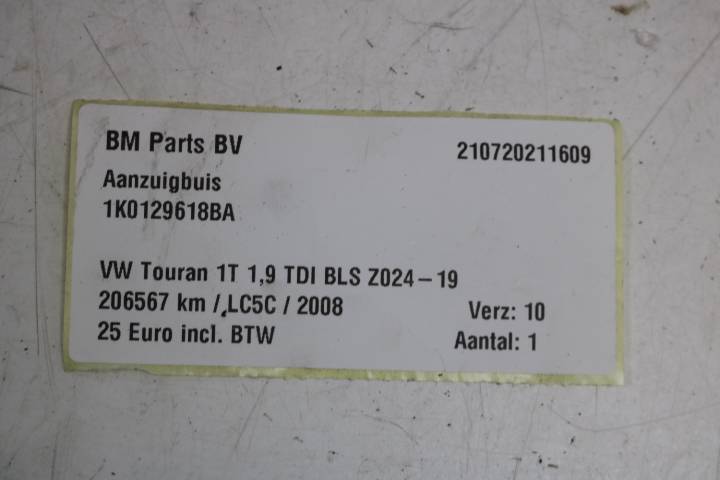 BM Parts BV 210720211609
Aanzuigbuis
1K0129618BA
VW Touran 1T 1,9 TDI BLS Z024-19
206567 km / LC5C / 2008 Verz: 10
25 Euro incl. BTW Aantal: 1